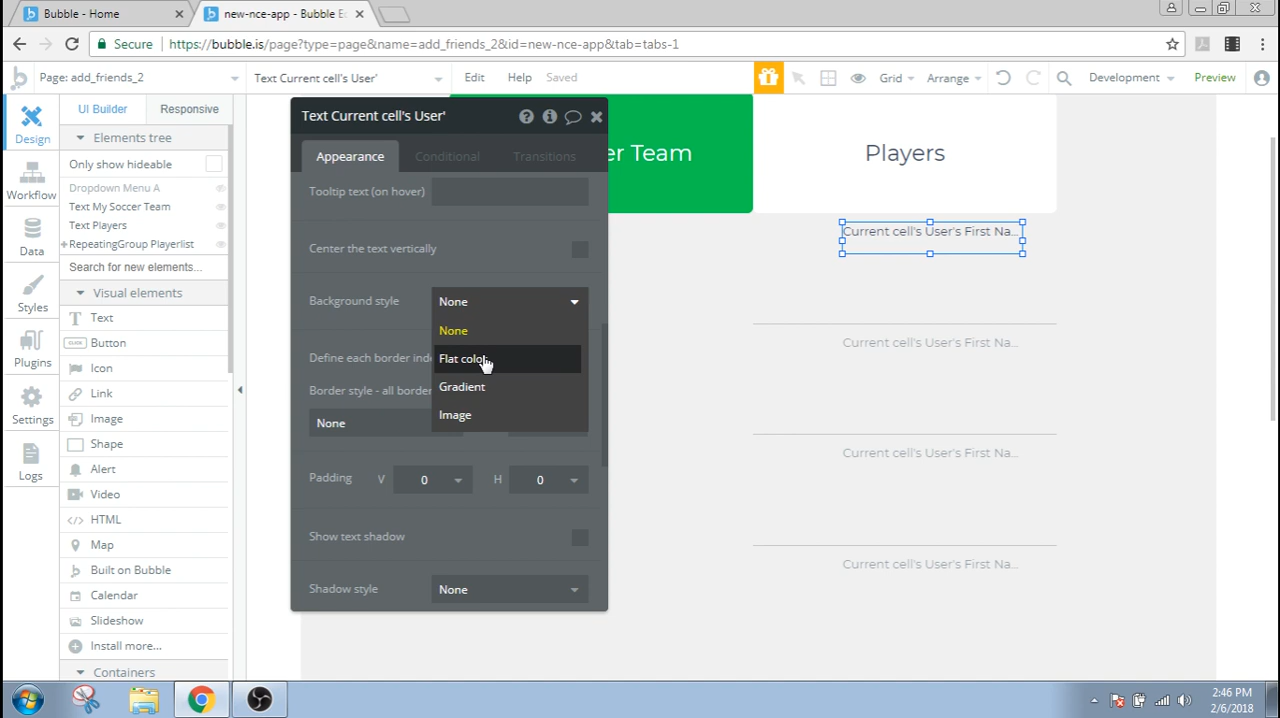 Bubble - Home
new-nce-app - Bubble Ec
Secure
https://bubble.is/page?type=page&name=add_friends_2&id=new-nce-app&tab=tabs-1
Page: add_friends_2
Text Current cell's User'
Edit
Help
Saved
Grid
Arrange
Development
Preview
Design
Workflow
Data
Styles
Plugins
Settings
Logs
UI Builder
Responsive
Elements tree
Only show hideable
Dropdown Menu A
Text My Soccer Team
Text Players
RepeatingGroup Playerlist
Search for new elements...
Visual elements
Text
CLICK Button
Icon
Link
Image
Shape
Alert
Video
HTML
Map
Built on Bubble
Calendar
Slideshow
Install more...
Containers
Text Current cell's User'
Appearance
Conditional
Transitions
Tooltip text (on hover)
Center the text vertically
Background style
None
None
Flat color
Gradient
Image
Define each border ind
Border style - all border
None
Padding
V
0
H
0
Show text shadow
Shadow style
None
er Team
Players
Current cell's User's First Na...
Current cell's User's First Na...
Current cell's User's First Na...
Current cell's User's First Na...
2:46 PM
2/6/2018